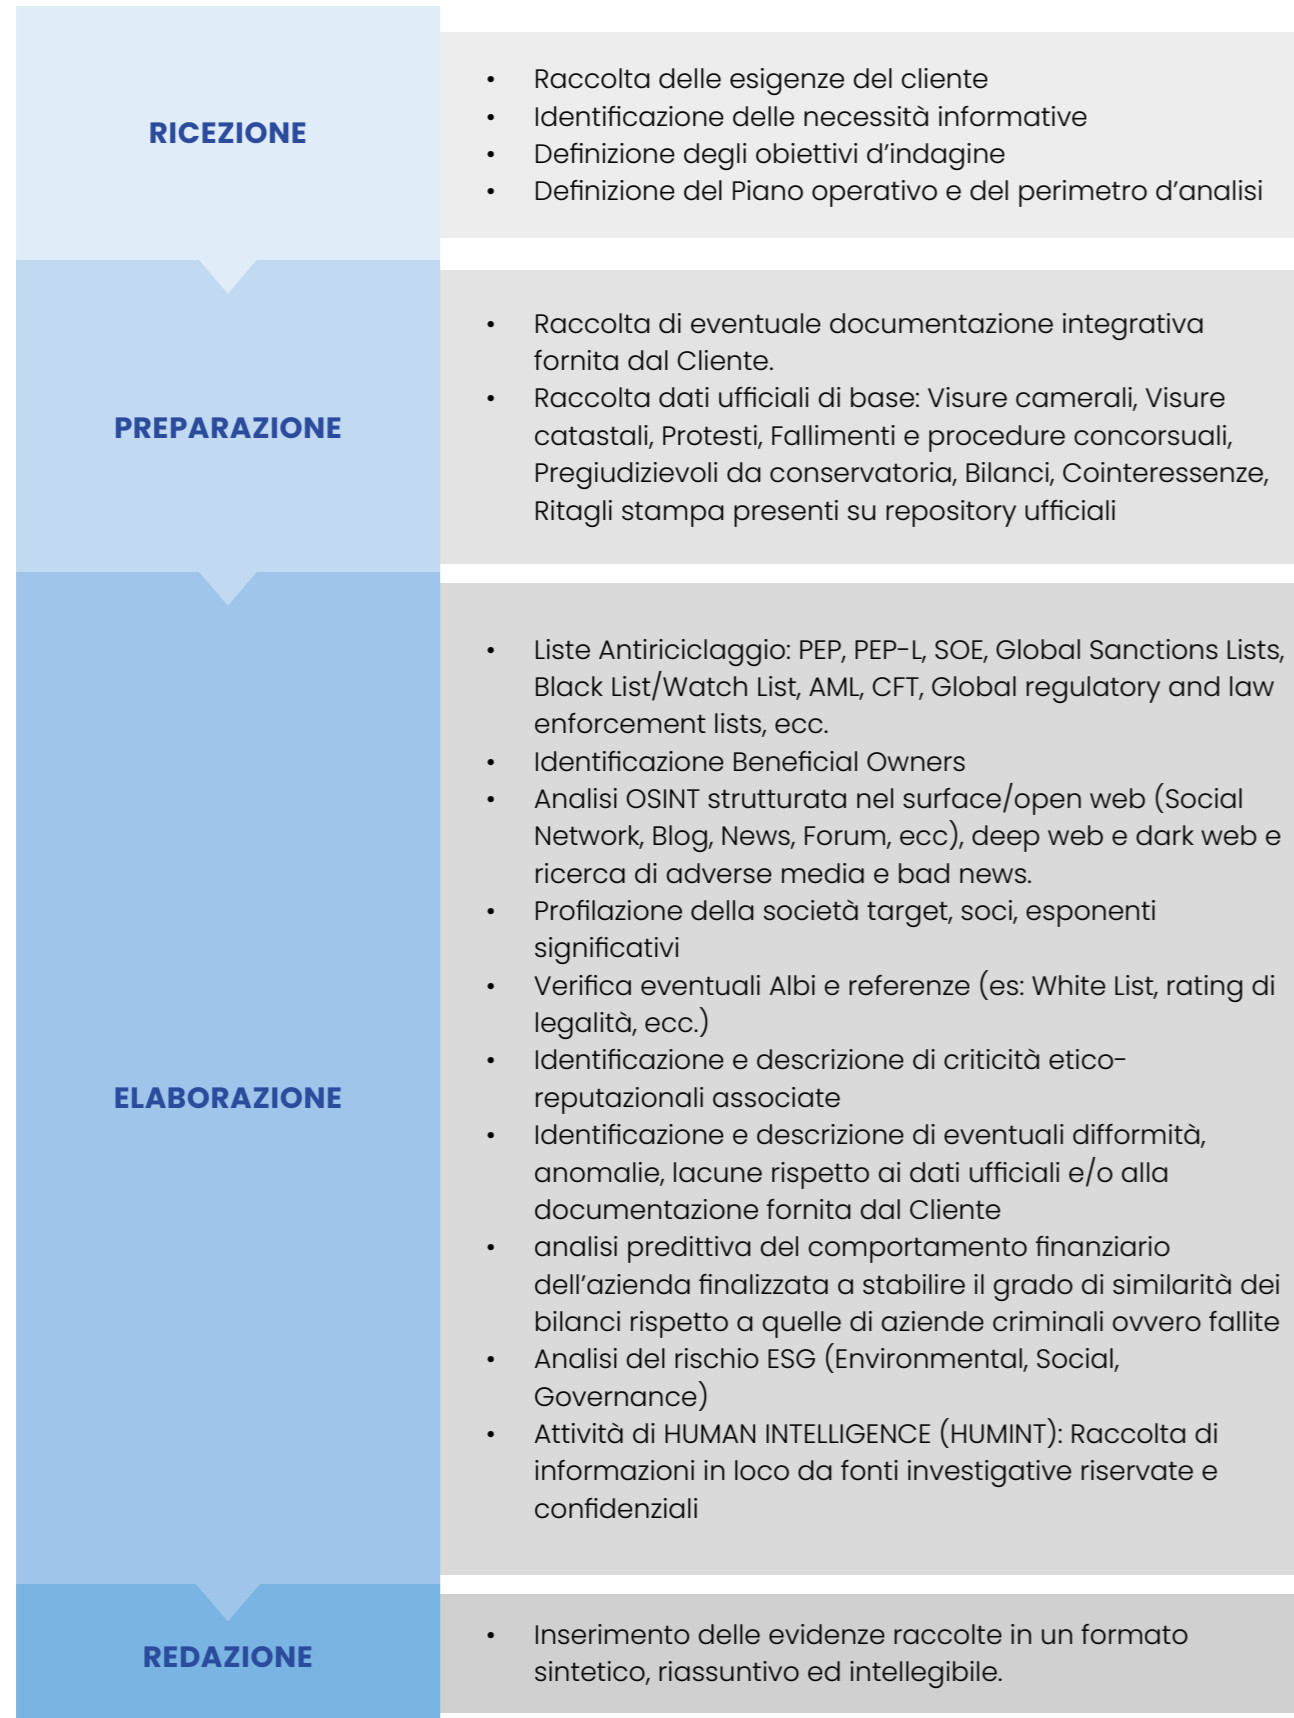 RICEZIONE
• Raccolta delle esigenze del cliente
• Identificazione delle necessità informative
• Definizione degli obiettivi d'indagine
• Definizione del Piano operativo e del perimetro d'analisi
PREPARAZIONE
• Raccolta di eventuale documentazione integrativa
fornita dal Cliente.
• Raccolta dati ufficiali di base: Visure camerali, Visure
catastali, Protesti, Fallimenti e procedure concorsuali,
Pregiudizievoli da conservatoria, Bilanci, Cointeressenze,
Ritagli stampa presenti su repository ufficiali
ELABORAZIONE
• Liste Antiriciclaggio: PEP, PEP-L, SOE, Global Sanctions Lists,
Black List/Watch List, AML, CFT, Global regulatory and law
enforcement lists, ecc.
• Identificazione Beneficial Owners
• Analisi OSINT strutturata nel surface/open web (Social
Network, Blog, News, Forum, ecc), deep web e dark web e
ricerca di adverse media e bad news.
• Profilazione della società target, soci, esponenti
significativi
• Verifica eventuali Albi e referenze (es: White List, rating di
legalità, ecc.)
• Identificazione e descrizione di criticità etico-
reputazionali associate
• Identificazione e descrizione di eventuali difformità,
anomalie, lacune rispetto ai dati ufficiali e/o alla
documentazione fornita dal Cliente
• analisi predittiva del comportamento finanziario
dell'azienda finalizzata a stabilire il grado di similarità dei
bilanci rispetto a quelle di aziende criminali ovvero fallite
• Analisi del rischio ESG (Environmental, Social,
Governance)
• Attività di HUMAN INTELLIGENCE (HUMINT): Raccolta di
informazioni in loco da fonti investigative riservate e
confidenziali
REDAZIONE
• Inserimento delle evidenze raccolte in un formato
sintetico, riassuntivo ed intellegibile.